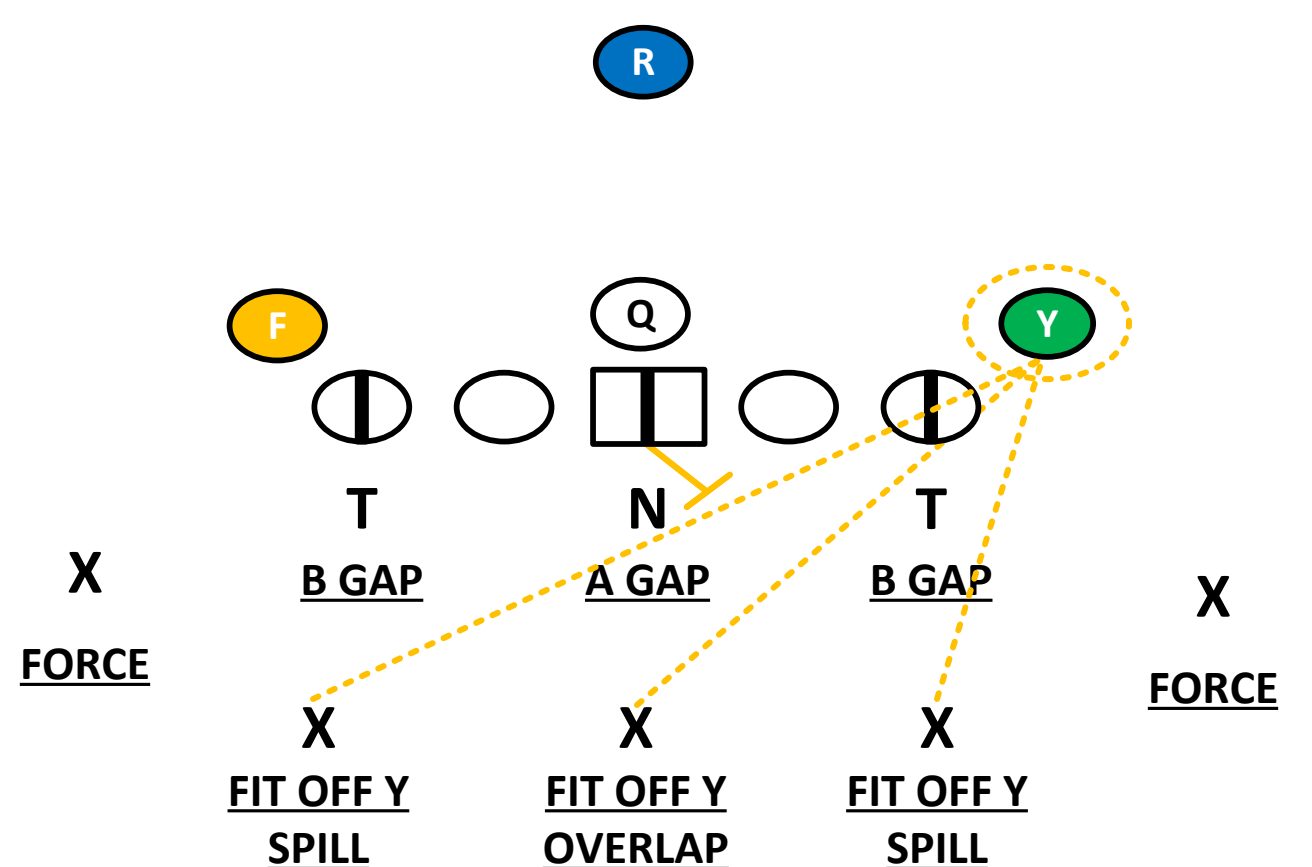 R
F Q Y
T N T
B GAP A GAP B GAP
X X
FORCE FORCE
X X X
FIT OFF Y FIT OFF Y FIT OFF Y
SPILL OVERLAP SPILL